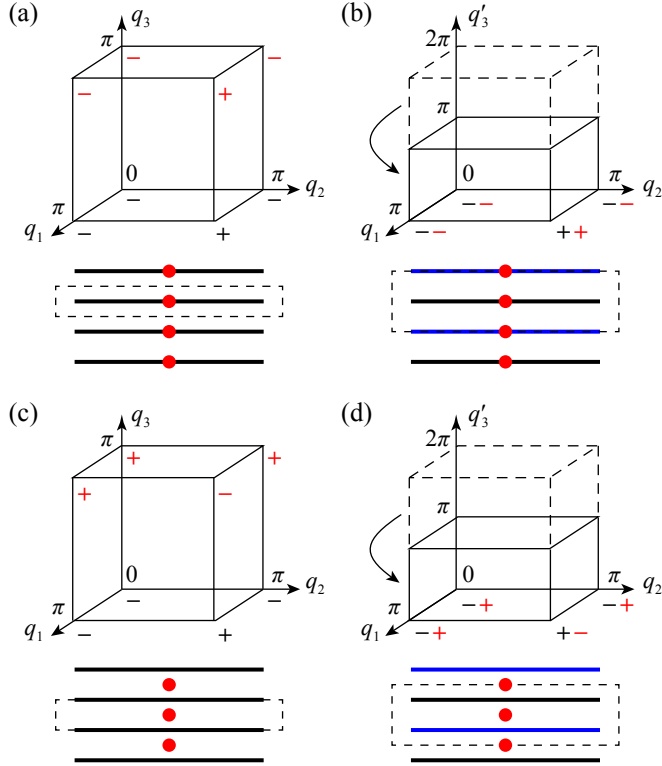 (a)
q₃
π
−
−
−
+
0
π
q₂
−
−
π
q₁
−
+
(b)
q′₃
2π
π
0
π
q₂
− −
− −
π
q₁
− −
+ +
(c)
q₃
π
+
+
+
−
0
π
q₂
−
−
π
q₁
−
+
(d)
q′₃
2π
π
0
π
q₂
− +
− +
π
q₁
− +
+ −